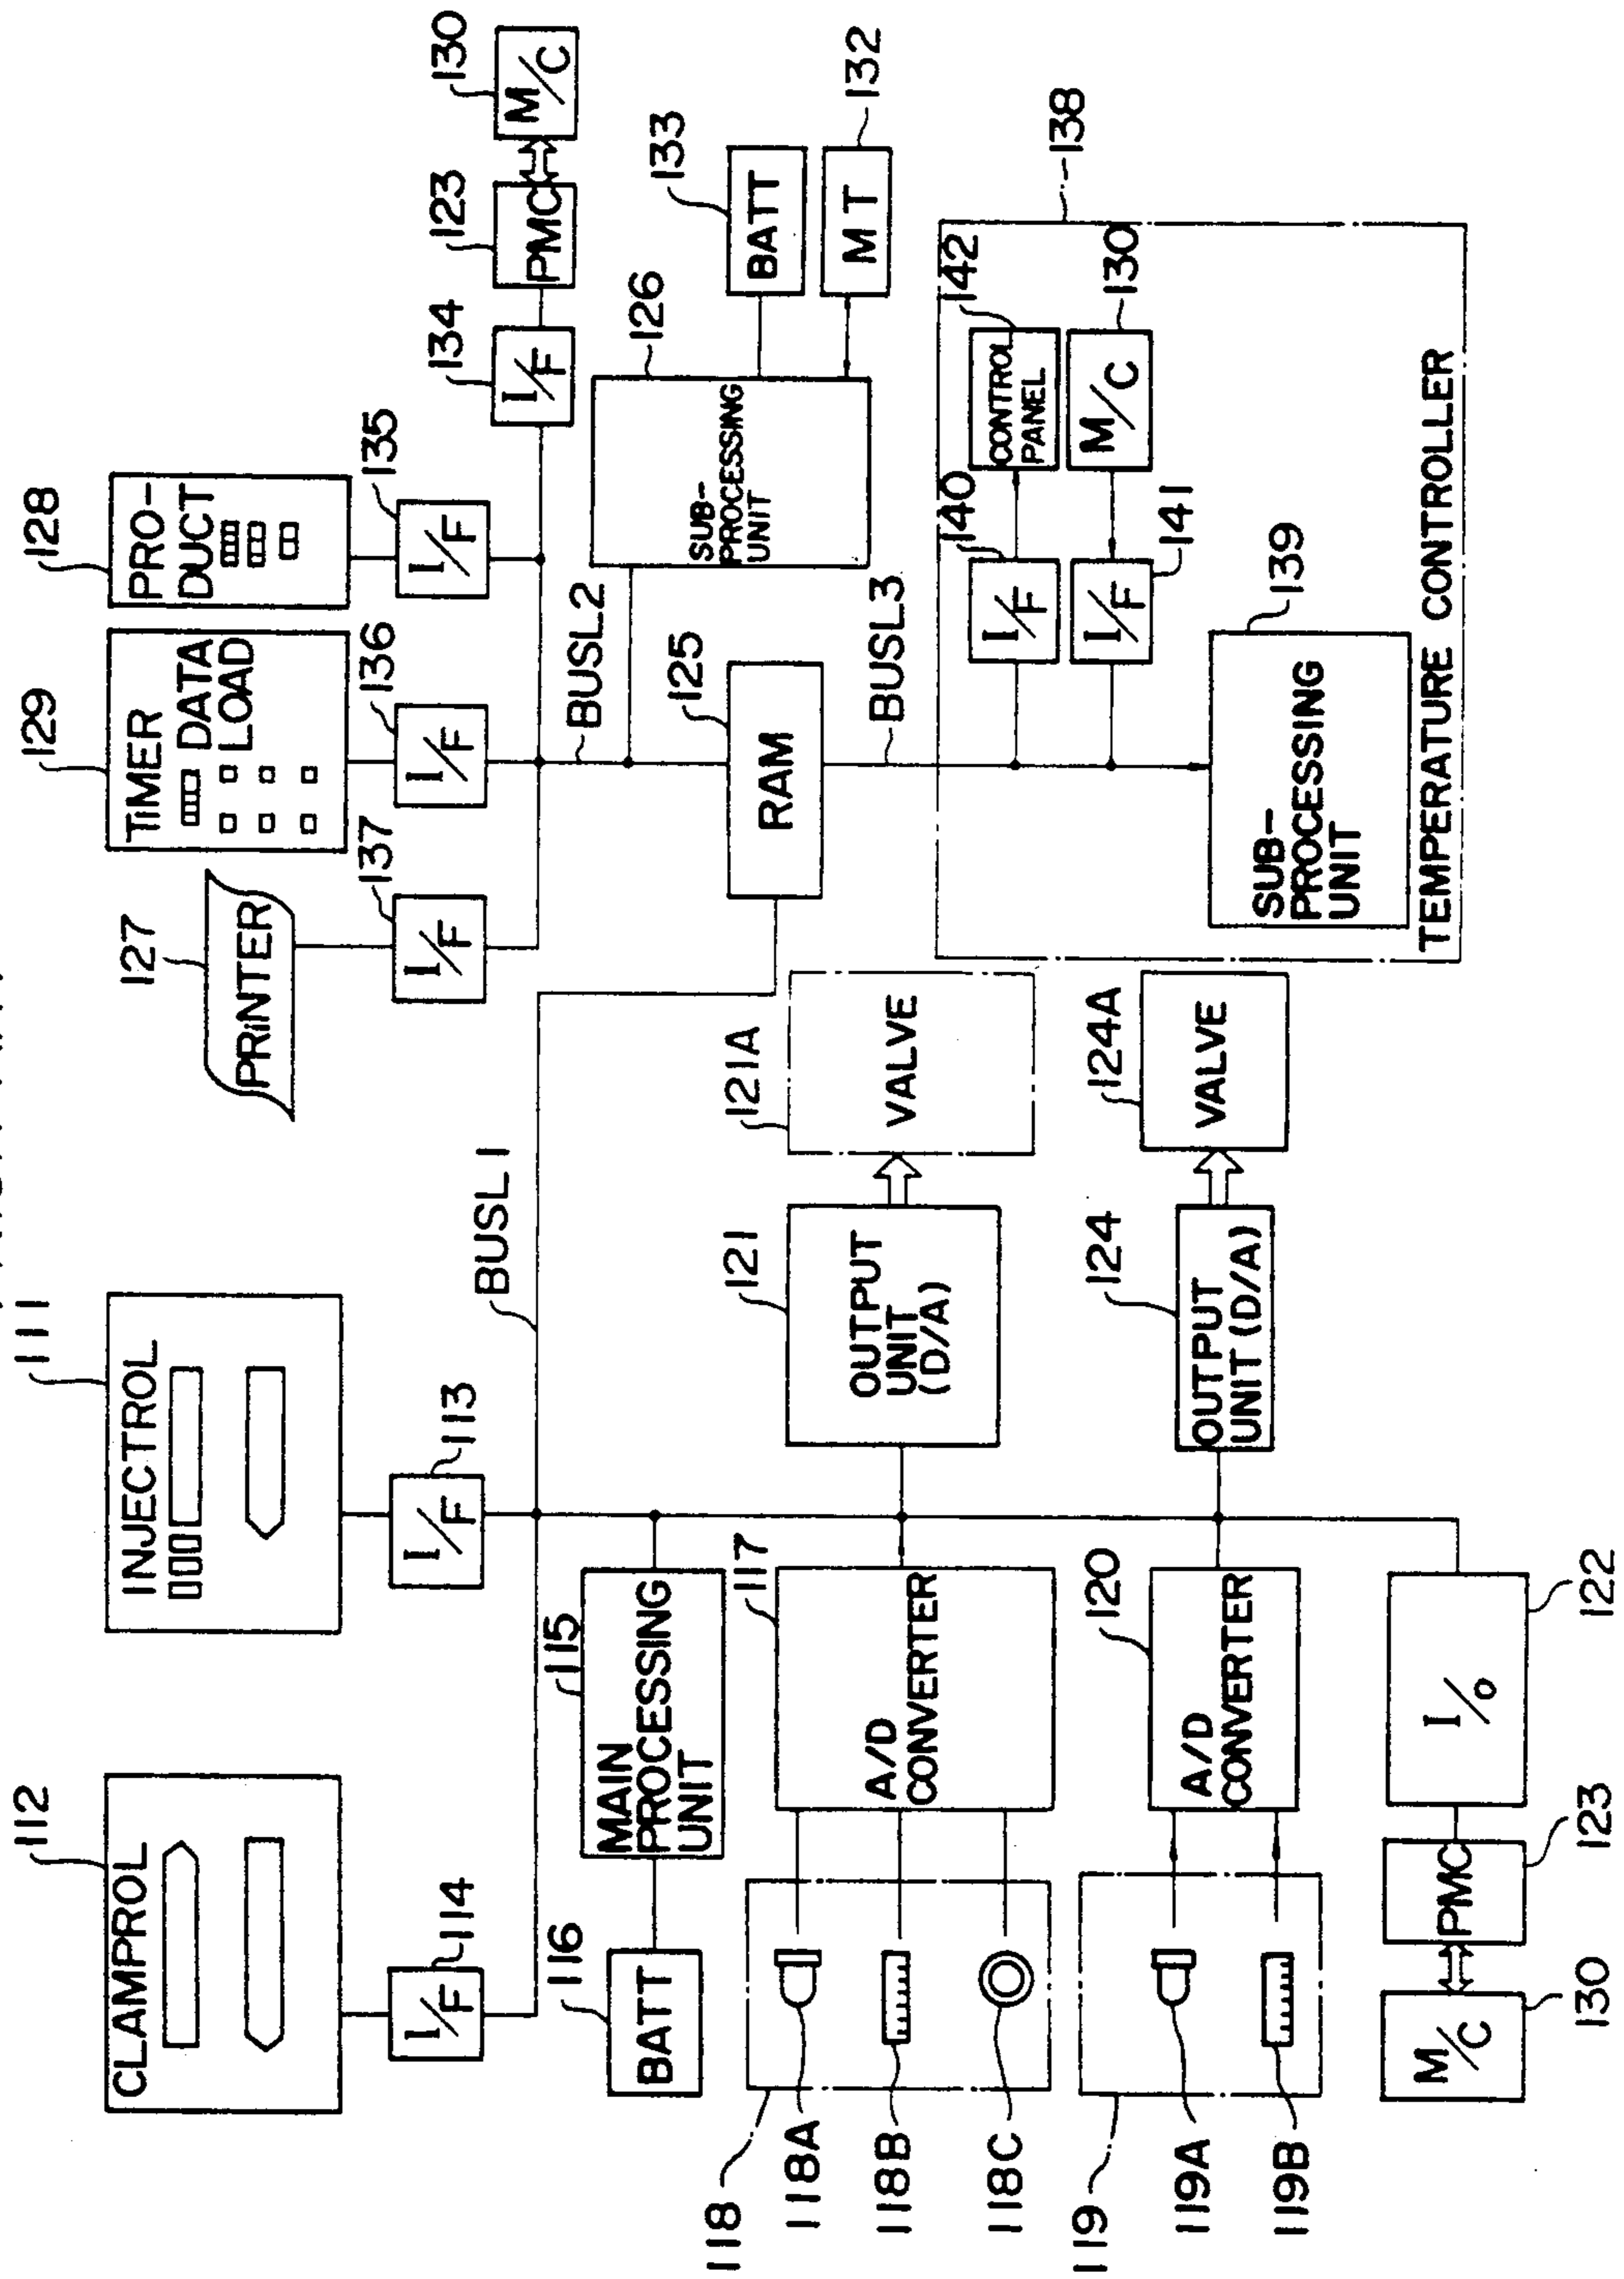 112
CLAMPROL
I/F
114
111
INJECTROL
I/F
113
127
PRiNTER
I/F
137
129
TiMER
DATA
LOAD
I/F
136
128
PRO-
DUCT
I/F
135
I/F
134
PMC
123
M/C
130
BUSL1
BUSL2
116
BATT
115
MAIN
PROCESSING
UNIT
125
RAM
126
SUB-
PROCESSING
UNIT
133
BATT
MT
132
BUSL3
118
118A
118B
118C
117
A/D
CONVERTER
121
OUTPUT
UNIT
(D/A)
121A
VALVE
119
119A
119B
120
A/D
CONVERTER
124
OUTPUT
UNIT (D/A)
124A
VALVE
M/C
130
PMC
123
I/O
122
138
I/F
140
CONTROL
PANEL
142
I/F
141
M/C
130
139
SUB-
PROCESSING
UNIT
TEMPERATURE CONTROLLER